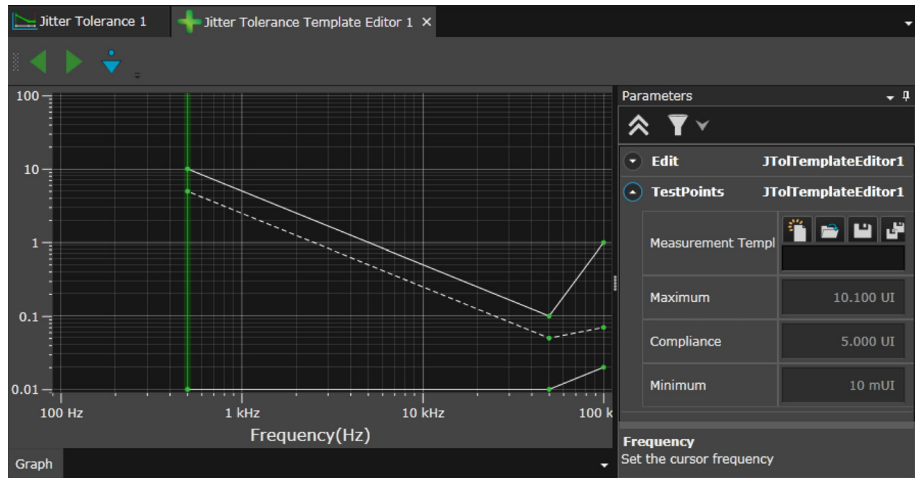 Jitter Tolerance 1
Jitter Tolerance Template Editor 1 ×
100
10
1
0.1
0.01
100 Hz
1 kHz
10 kHz
100 k
Frequency(Hz)
Graph
Parameters
Edit JTolTemplateEditor1
TestPoints JTolTemplateEditor1
Measurement Templ
Maximum 10.100 UI
Compliance 5.000 UI
Minimum 10 mUI
Frequency
Set the cursor frequency